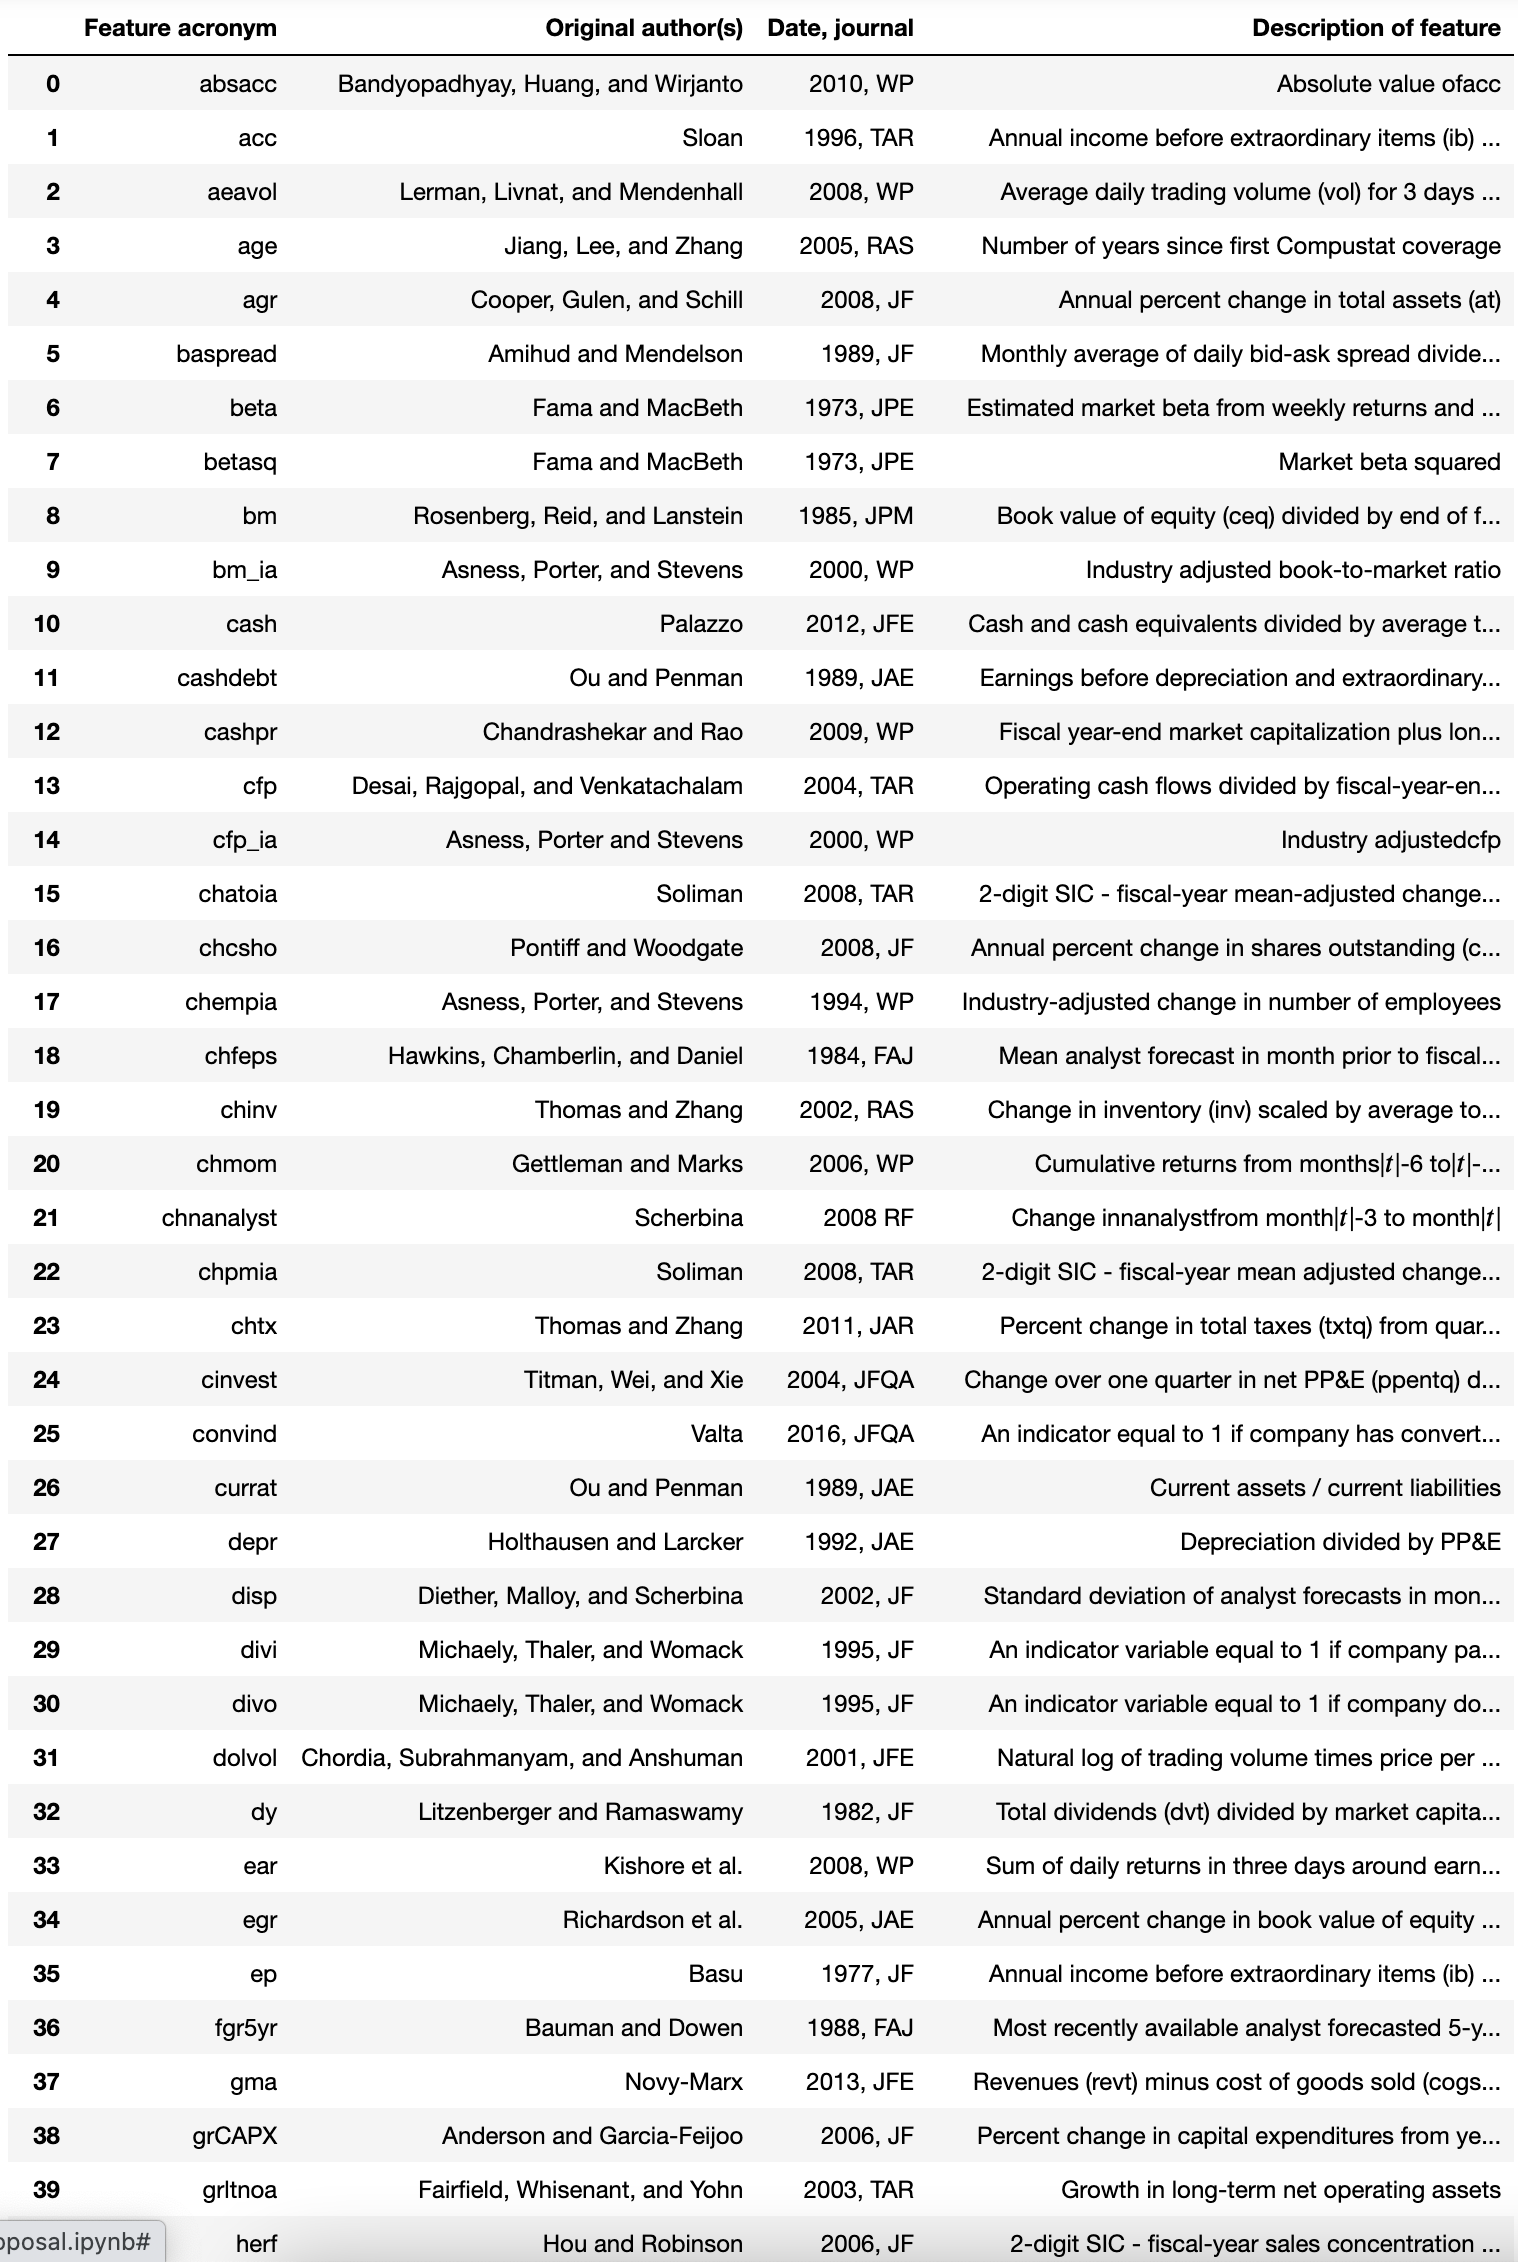 Feature acronym Original author(s) Date, journal Description of feature
0 absacc Bandyopadhyay, Huang, and Wirjanto 2010, WP Absolute value ofacc
1 acc Sloan 1996, TAR Annual income before extraordinary items (ib) ...
2 aeavol Lerman, Livnat, and Mendenhall 2008, WP Average daily trading volume (vol) for 3 days ...
3 age Jiang, Lee, and Zhang 2005, RAS Number of years since first Compustat coverage
4 agr Cooper, Gulen, and Schill 2008, JF Annual percent change in total assets (at)
5 baspread Amihud and Mendelson 1989, JF Monthly average of daily bid-ask spread divide...
6 beta Fama and MacBeth 1973, JPE Estimated market beta from weekly returns and ...
7 betasq Fama and MacBeth 1973, JPE Market beta squared
8 bm Rosenberg, Reid, and Lanstein 1985, JPM Book value of equity (ceq) divided by end of f...
9 bm_ia Asness, Porter, and Stevens 2000, WP Industry adjusted book-to-market ratio
10 cash Palazzo 2012, JFE Cash and cash equivalents divided by average t...
11 cashdebt Ou and Penman 1989, JAE Earnings before depreciation and extraordinary...
12 cashpr Chandrashekar and Rao 2009, WP Fiscal year-end market capitalization plus lon...
13 cfp Desai, Rajgopal, and Venkatachalam 2004, TAR Operating cash flows divided by fiscal-year-en...
14 cfp_ia Asness, Porter and Stevens 2000, WP Industry adjustedcfp
15 chatoia Soliman 2008, TAR 2-digit SIC - fiscal-year mean-adjusted change...
16 chcsho Pontiff and Woodgate 2008, JF Annual percent change in shares outstanding (c...
17 chempia Asness, Porter, and Stevens 1994, WP Industry-adjusted change in number of employees
18 chfeps Hawkins, Chamberlin, and Daniel 1984, FAJ Mean analyst forecast in month prior to fiscal...
19 chinv Thomas and Zhang 2002, RAS Change in inventory (inv) scaled by average to...
20 chmom Gettleman and Marks 2006, WP Cumulative returns from months|t|-6 to|t|-...
21 chnanalyst Scherbina 2008 RF Change innanalystfrom month|t|-3 to month|t|
22 chpmia Soliman 2008, TAR 2-digit SIC - fiscal-year mean adjusted change...
23 chtx Thomas and Zhang 2011, JAR Percent change in total taxes (txtq) from quar...
24 cinvest Titman, Wei, and Xie 2004, JFQA Change over one quarter in net PP&E (ppentq) d...
25 convind Valta 2016, JFQA An indicator equal to 1 if company has convert...
26 currat Ou and Penman 1989, JAE Current assets / current liabilities
27 depr Holthausen and Larcker 1992, JAE Depreciation divided by PP&E
28 disp Diether, Malloy, and Scherbina 2002, JF Standard deviation of analyst forecasts in mon...
29 divi Michaely, Thaler, and Womack 1995, JF An indicator variable equal to 1 if company pa...
30 divo Michaely, Thaler, and Womack 1995, JF An indicator variable equal to 1 if company do...
31 dolvol Chordia, Subrahmanyam, and Anshuman 2001, JFE Natural log of trading volume times price per ...
32 dy Litzenberger and Ramaswamy 1982, JF Total dividends (dvt) divided by market capita...
33 ear Kishore et al. 2008, WP Sum of daily returns in three days around earn...
34 egr Richardson et al. 2005, JAE Annual percent change in book value of equity ...
35 ep Basu 1977, JF Annual income before extraordinary items (ib) ...
36 fgr5yr Bauman and Dowen 1988, FAJ Most recently available analyst forecasted 5-y...
37 gma Novy-Marx 2013, JFE Revenues (revt) minus cost of goods sold (cogs...
38 grCAPX Anderson and Garcia-Feijoo 2006, JF Percent change in capital expenditures from ye...
39 grltnoa Fairfield, Whisenant, and Yohn 2003, TAR Growth in long-term net operating assets
oposal.ipynb# herf Hou and Robinson 2006, JF 2-digit SIC - fiscal-year sales concentration ...